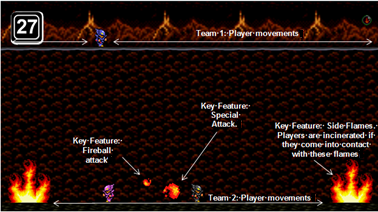 27
Team 1: Player movements
Key Feature:
Special
Attack.
Key Feature:
Fireball
attack
Key Feature: Side Flames.
Players are incinerated if
they come into contact
with these flames
Team 2: Player movements